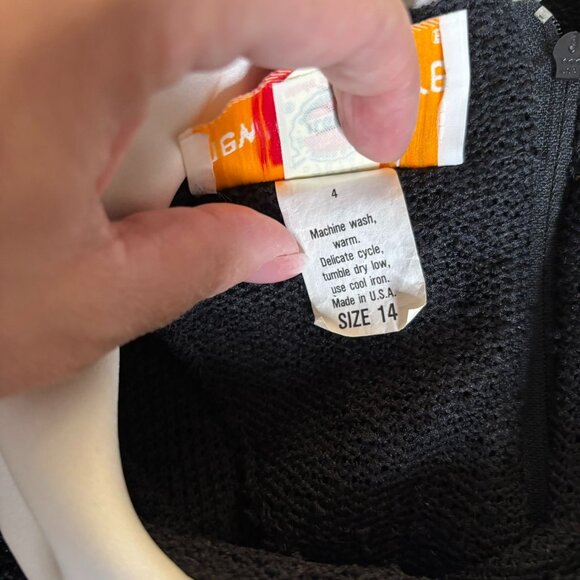 4
Machine wash,
warm.
Delicate cycle,
tumble dry low,
use cool iron.
Made in U.S.A.
SIZE 14